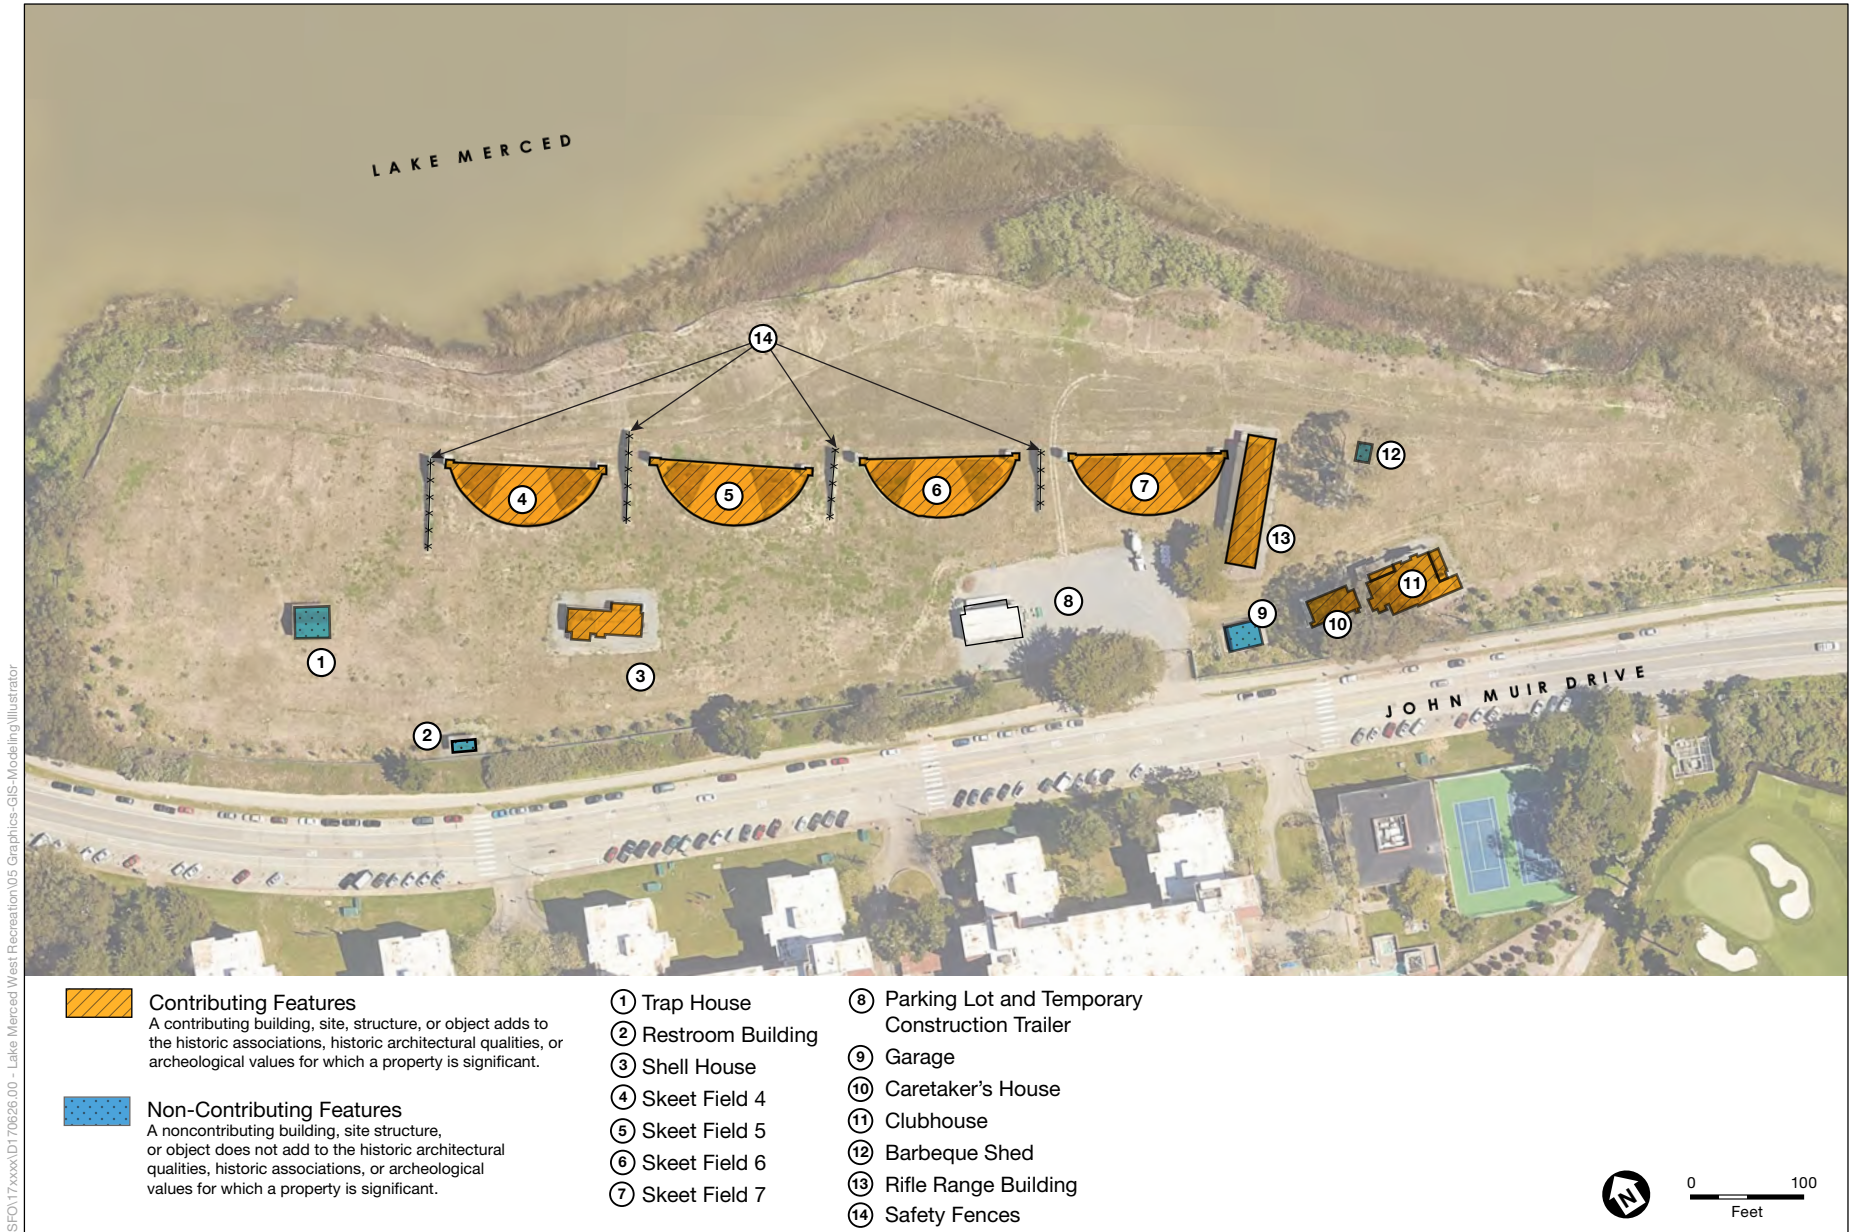 LAKE MERCED
14
4
5
6
7
12
13
11
10
9
8
1
3
2
JOHN MUIR DRIVE
SFO\17xxxx\D170626.00 - Lake Merced West Recreation\05 Graphics-GIS-Modeling\Illustrator
Contributing Features
A contributing building, site, structure, or object adds to
the historic associations, historic architectural qualities, or
archeological values for which a property is significant.
Non-Contributing Features
A noncontributing building, site structure,
or object does not add to the historic architectural
qualities, historic associations, or archeological
values for which a property is significant.
1 Trap House
2 Restroom Building
3 Shell House
4 Skeet Field 4
5 Skeet Field 5
6 Skeet Field 6
7 Skeet Field 7
8 Parking Lot and Temporary
Construction Trailer
9 Garage
10 Caretaker’s House
11 Clubhouse
12 Barbeque Shed
13 Rifle Range Building
14 Safety Fences
N
0 100
Feet